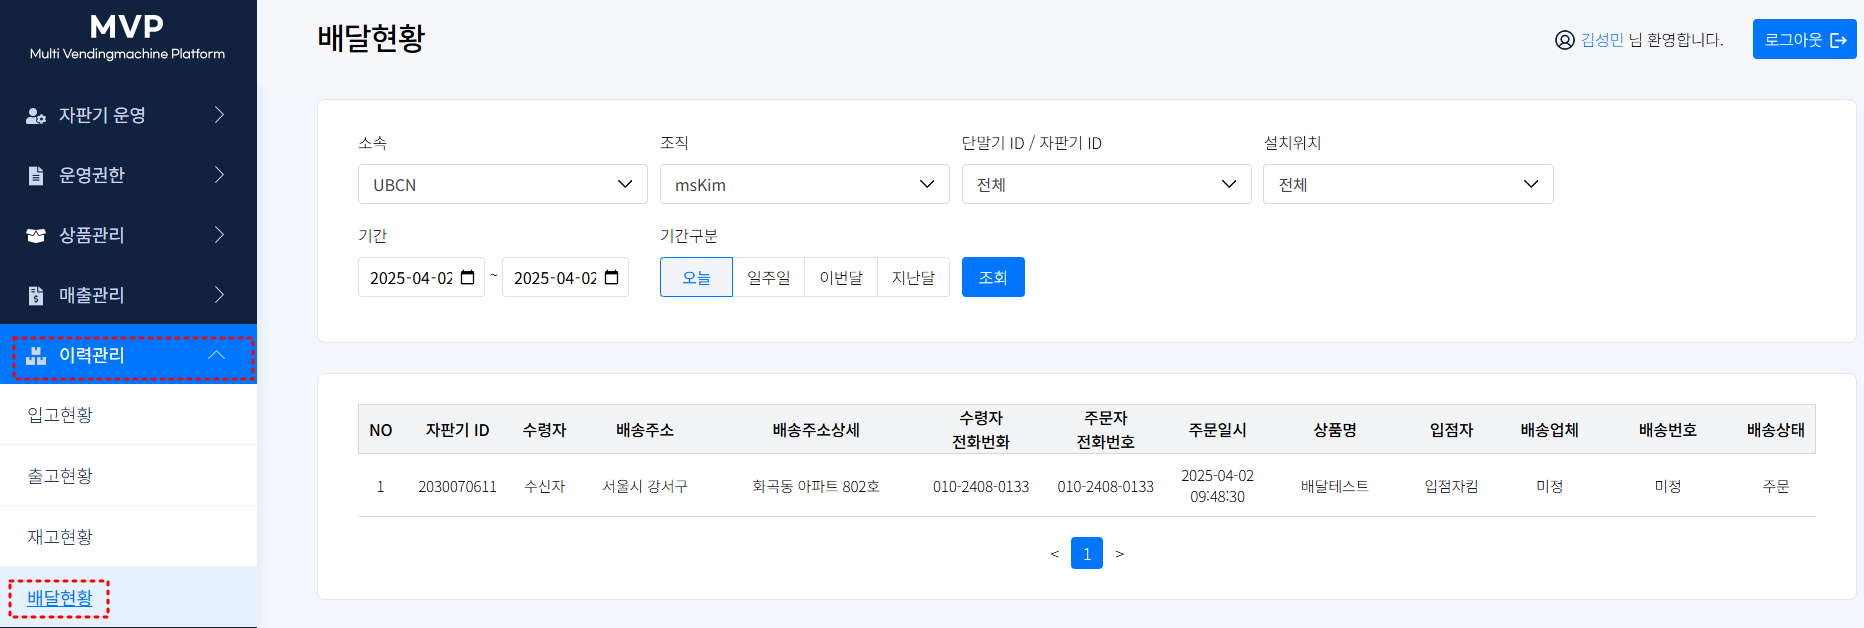 MVP
Multi Vendingmachine Platform
자판기 운영
운영권한
상품관리
매출관리
이력관리
입고현황
출고현황
재고현황
배달현황
배달현황
김성민 님 환영합니다.
로그아웃
소속
조직
단말기 ID / 자판기 ID
설치위치
UBCN
msKim
전체
전체
기간
기간구분
2025-04-02 ~ 2025-04-02
오늘
일주일
이번달
지난달
조회
NO 자판기 ID 수령자 배송주소 배송주소상세 수령자 전화번화 주문자 전화번호 주문일시 상품명 입점자 배송업체 배송번호 배송상태
1 2030070611 수신자 서울시 강서구 화곡동 아파트 802호 010-2408-0133 010-2408-0133 2025-04-02 09:48:30 배달테스트 입점자킴 미정 미정 주문
< 1 >